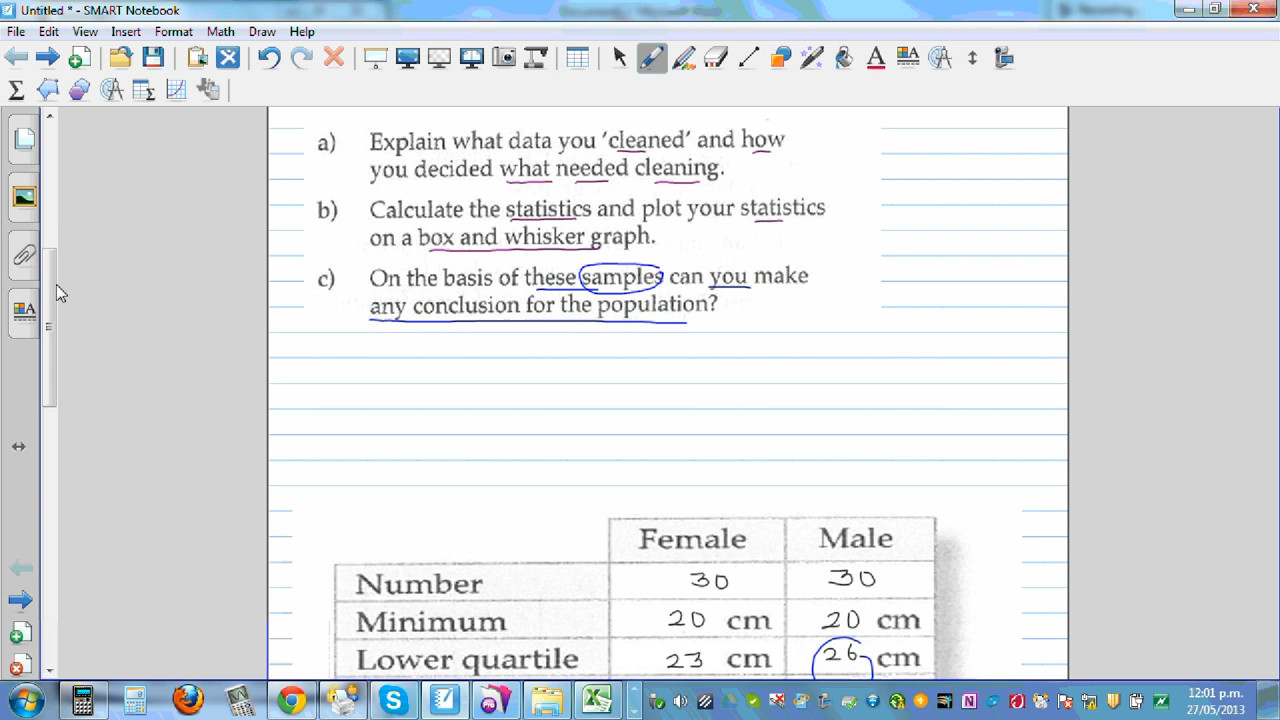 Untitled * - SMART Notebook
File Edit View Insert Format Math Draw Help
a) Explain what data you 'cleaned' and how
you decided what needed cleaning.
b) Calculate the statistics and plot your statistics
on a box and whisker graph.
c) On the basis of these samples can you make
any conclusion for the population?
Female Male
Number 30 30
Minimum 20 cm 20 cm
Lower quartile 23 cm 26 cm
12:01 p.m.
27/05/2013